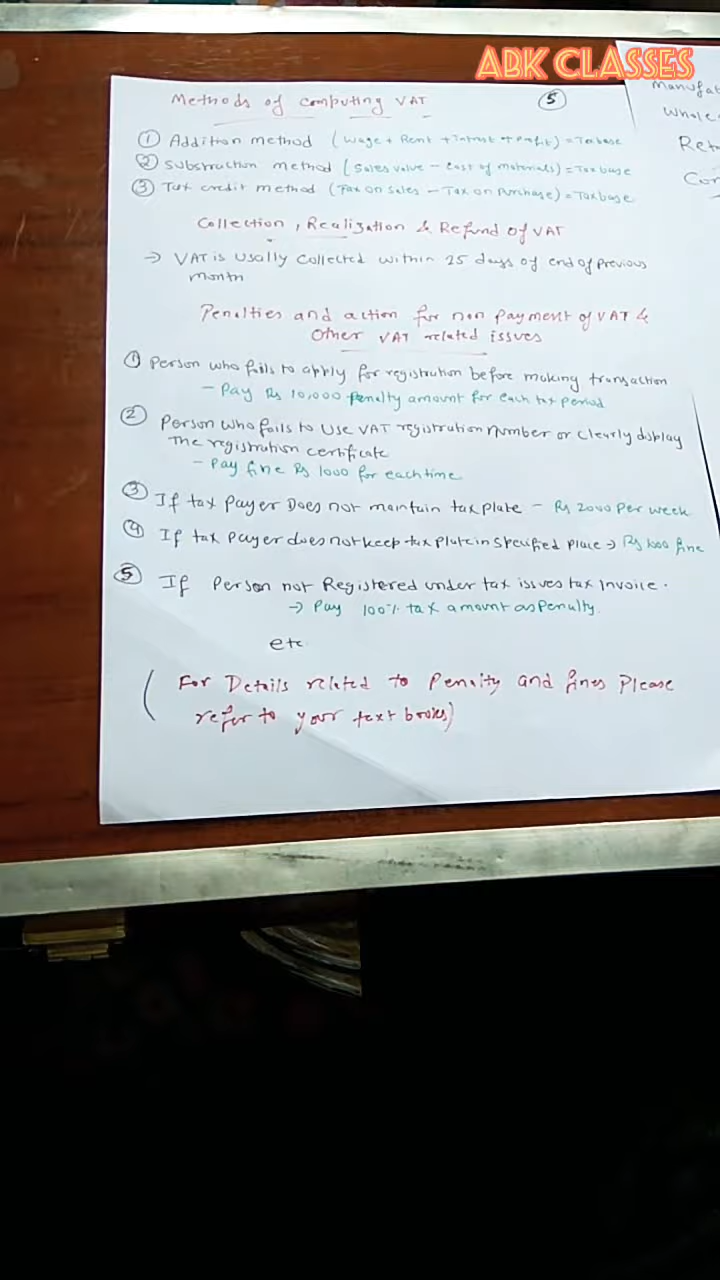 ABK CLASSES
Methods of computing VAT
5
① Addition method (Wage + Rent + intrest + Profit) = Taxbase
② Substraction method (Sales value - Cost of materials) = Tax base
③ Tax credit method (Tax on Sales - Tax on Purchase) = Taxbase
Collection, Realization & Refund of VAT
→ VAT is Usally Collected within 25 days of end of previous
month
Penalties and action for non payment of VAT &
Other VAT related issues
① Person who fails to apply for registration before making transaction
- Pay Rs 10,000 Penalty amount for each tax period
② Person who fails to Use VAT registration number or Clearly display
The registration certificate
- Pay fine Rs 1000 for each time
③ If tax Payer Does not maintain tax plate - Rs 2000 Per week
④ If tax Payer does not keep tax plate in Specified place → Rs 1000 fine
⑤ If Person not Registered under tax issues tax Invoice.
→ Pay 100% tax amount as Penalty.
etc
(For Details related to Penalty and fines Please
refer to your text books)
Whole
Ret
Con